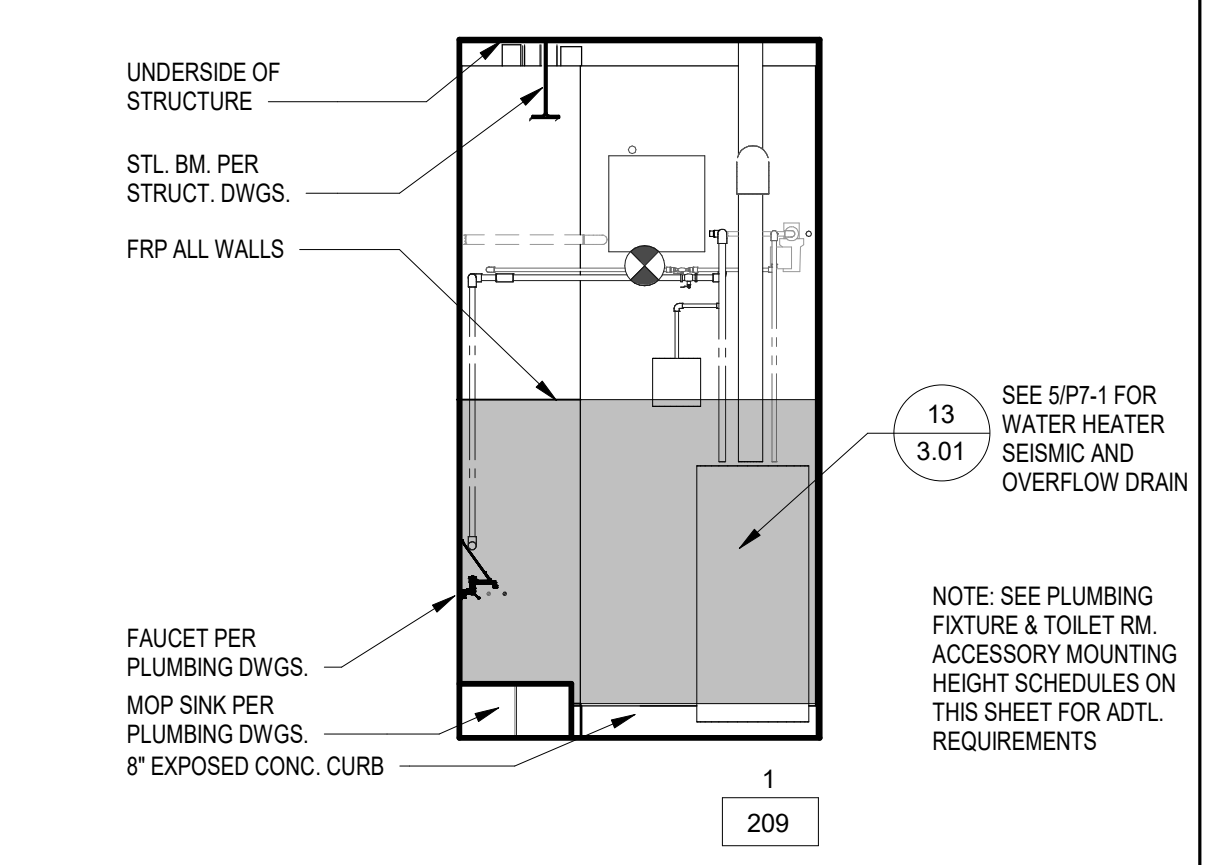 UNDERSIDE OF
STRUCTURE
STL. BM. PER
STRUCT. DWGS.
FRP ALL WALLS
FAUCET PER
PLUMBING DWGS.
MOP SINK PER
PLUMBING DWGS.
8" EXPOSED CONC. CURB
13
3.01
SEE 5/P7-1 FOR
WATER HEATER
SEISMIC AND
OVERFLOW DRAIN
NOTE: SEE PLUMBING
FIXTURE & TOILET RM.
ACCESSORY MOUNTING
HEIGHT SCHEDULES ON
THIS SHEET FOR ADTL.
REQUIREMENTS
1
209